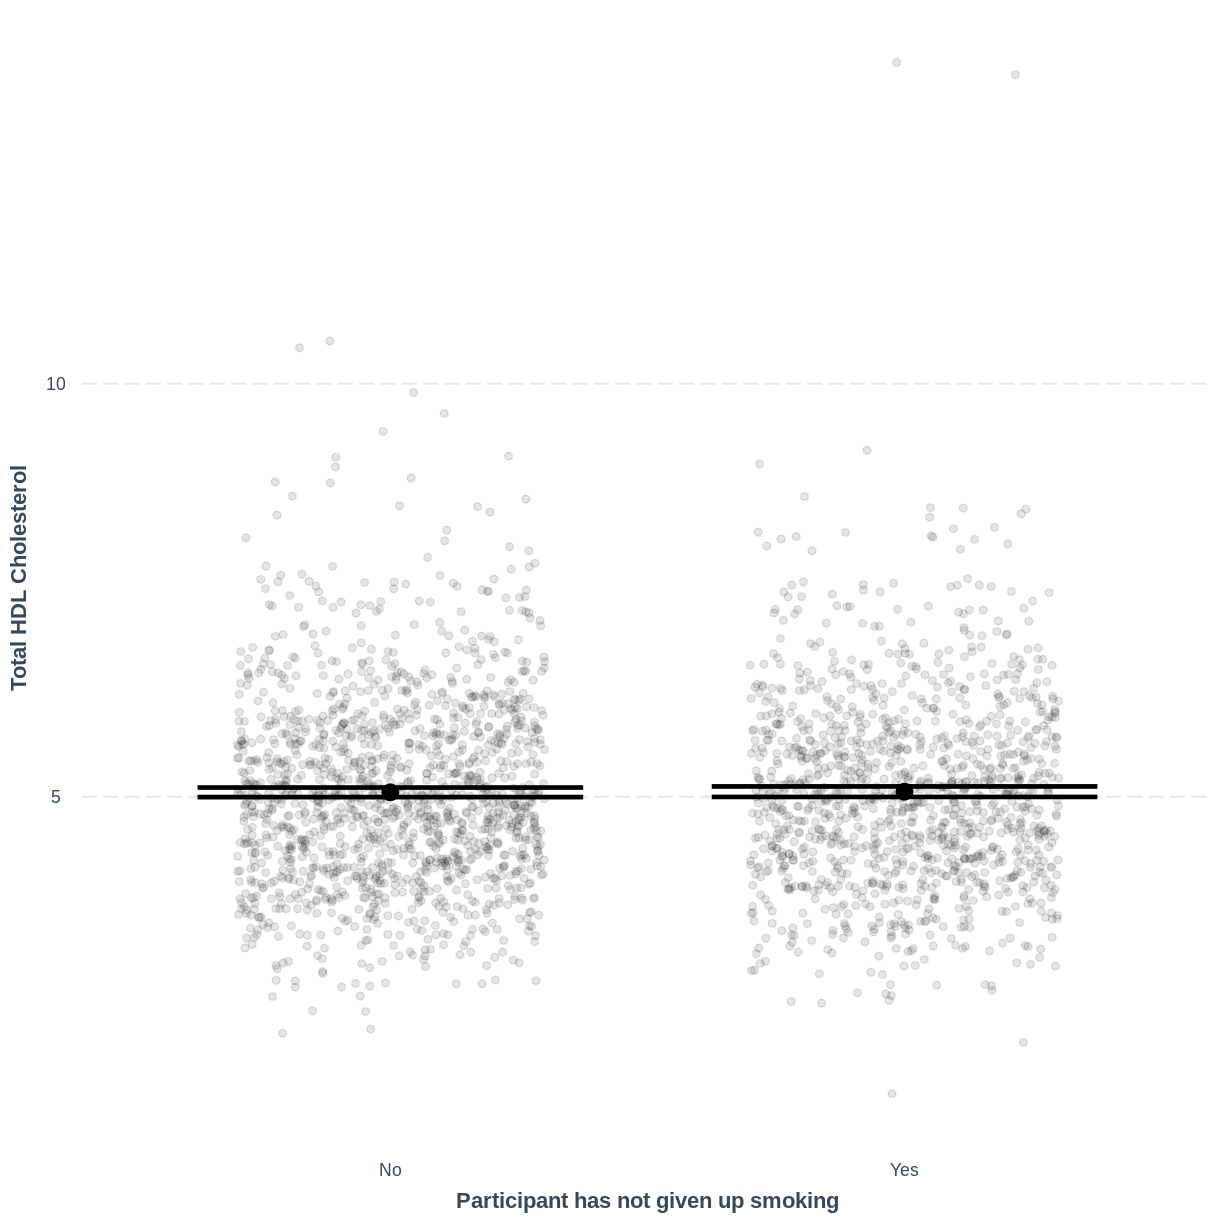 10
Total HDL Cholesterol
5
No
Yes
Participant has not given up smoking